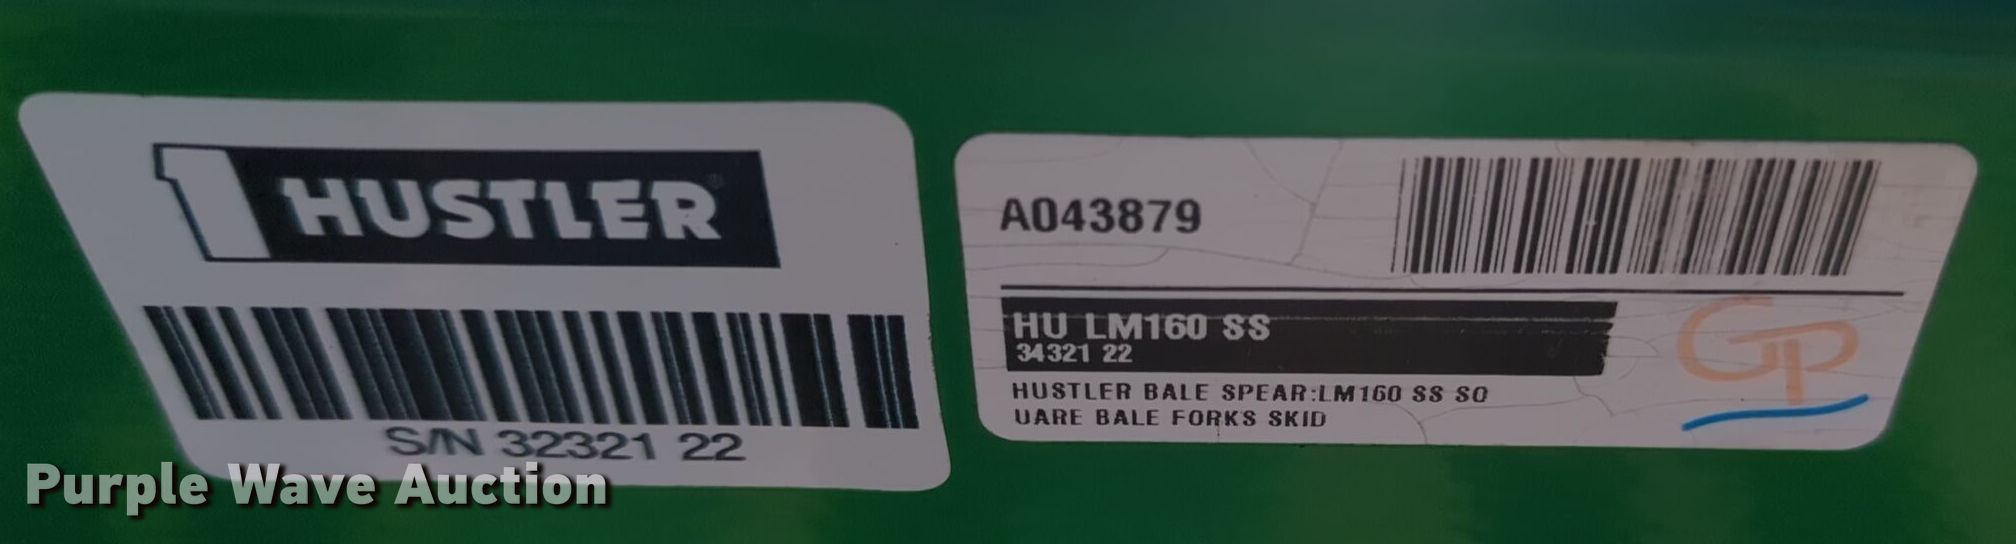 1 HUSTLER®
S/N 32321 22
A043879
HU LM160 SS
34321 22
HUSTLER BALE SPEAR:LM160 SS SQ
UARE BALE FORKS SKID
GP
Purple Wave Auction